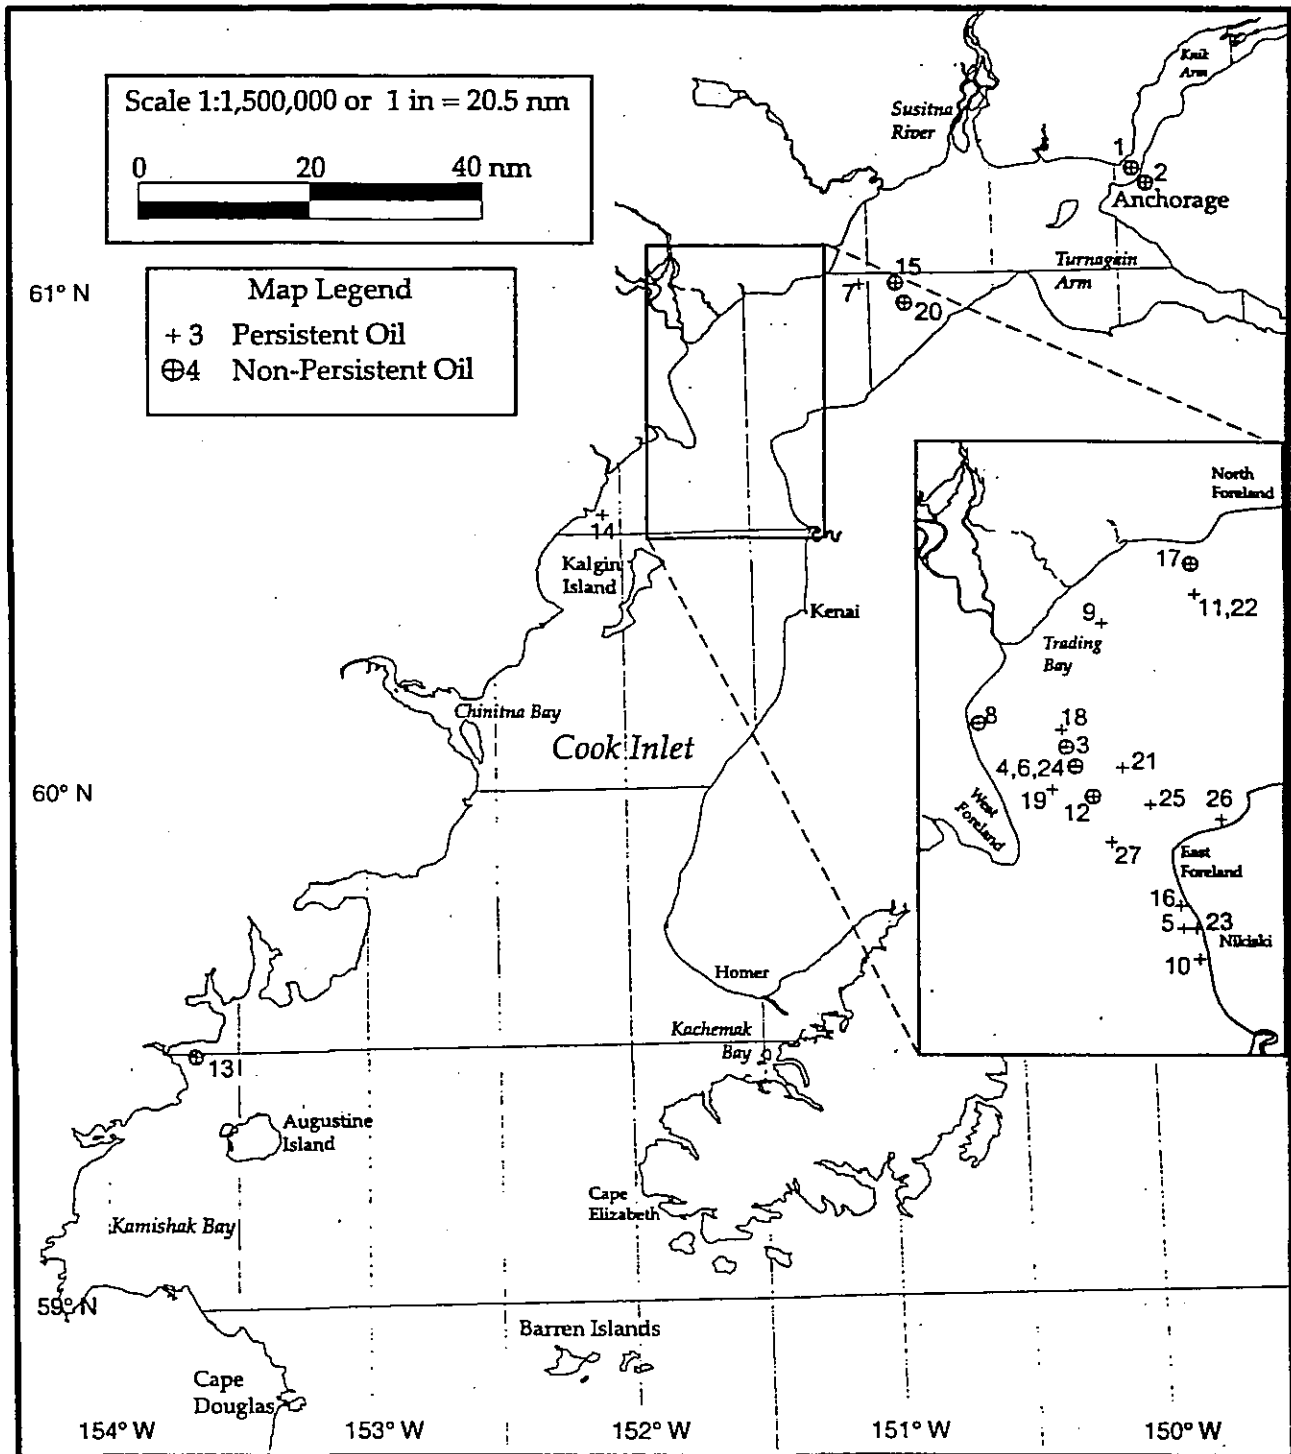 Scale 1:1,500,000 or 1 in = 20.5 nm
0 20 40 nm
Map Legend
+ 3 Persistent Oil
⊕4 Non-Persistent Oil
Knik
Arm
Susitna
River
1
2
Anchorage
61° N
Turnagain
Arm
15
7
20
14
Kalgin
Island
Kenai
North
Foreland
17
11,22
9
Trading
Bay
8
18
3
4,6,24
21
19
12
25
26
West
Foreland
27
East
Foreland
16
5
23
Nikiski
10
Chinitna Bay
Cook Inlet
60° N
Homer
Kachemak
Bay
13
Augustine
Island
Cape
Elizabeth
Kamishak Bay
59° N
Barren Islands
Cape
Douglas
154° W 153° W 152° W 151° W 150° W